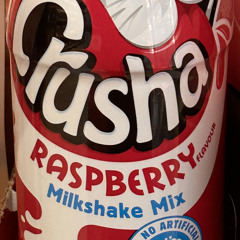 Crusha
RASPBERRY
FLAVOUR
Milkshake Mix
NO ARTIFICIAL